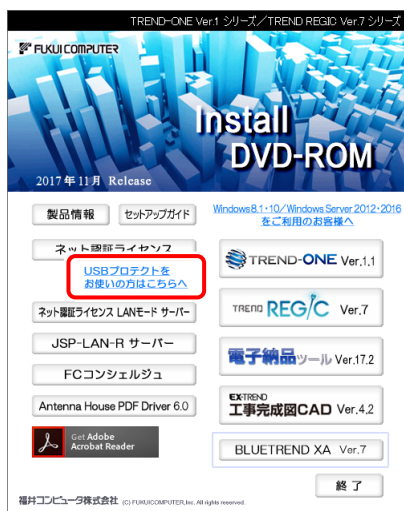 TREND-ONE Ver.1 シリーズ／TREND REGIC Ver.7 シリーズ
FUKUI COMPUTER
Install
DVD-ROM
2017年11月 Release
製品情報
セットアップガイド
Windows8.1・10／Windows Server 2012・2016
をご利用のお客様へ
ネット認証ライセンス
USBプロテクトを
お使いの方はこちらへ
ネット認証ライセンス LANモード サーバー
JSP-LAN-R サーバー
FCコンシェルジュ
Antenna House PDF Driver 6.0
Get Adobe
Acrobat Reader
TREND-ONE Ver.1.1
TREND REGIC Ver.7
電子納品ツール Ver.17.2
EX-TREND
工事完成図CAD Ver.4.2
BLUETREND XA Ver.7
終了
福井コンピュータ株式会社 (C) FUKUI COMPUTER,Inc. All rights reserved.